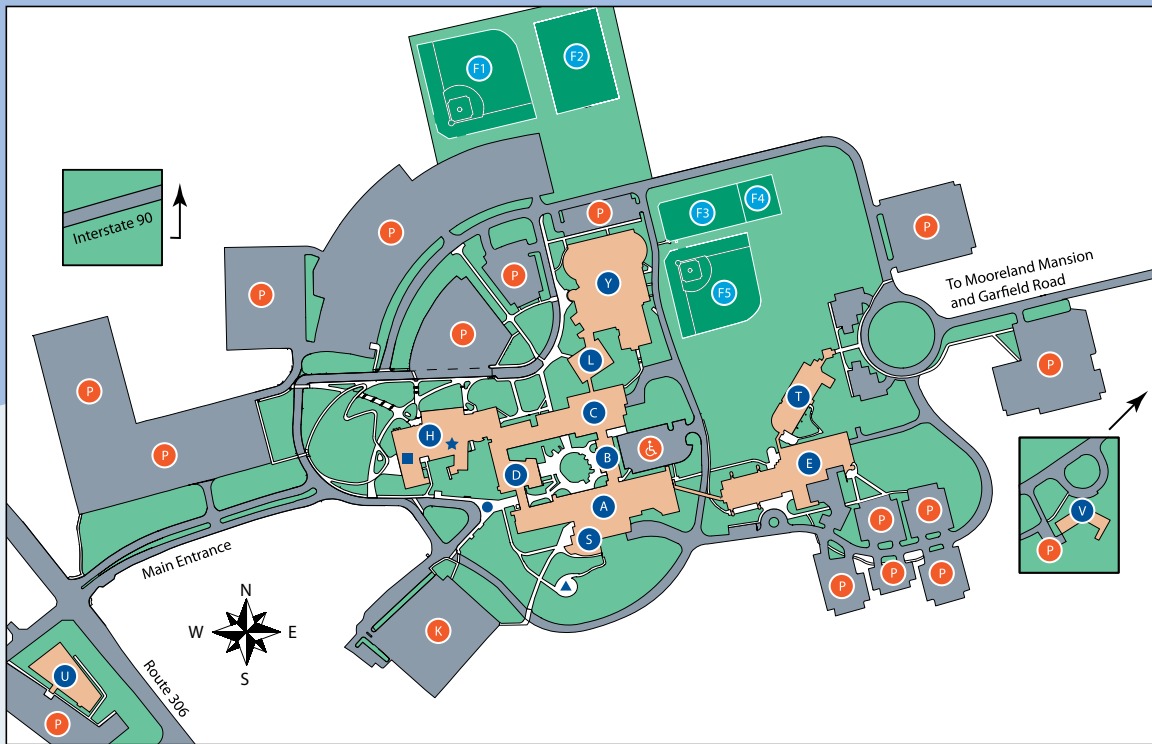 F1
F2
P
F3
F4
P
P
Interstate 90
P
P
Y
F5
To Mooreland Mansion
and Garfield Road
P
P
L
P
P
T
C
H
B
P
D
E
A
P
P
V
S
P
Main Entrance
P
P
P
N
W
E
S
K
U
Route 306
P